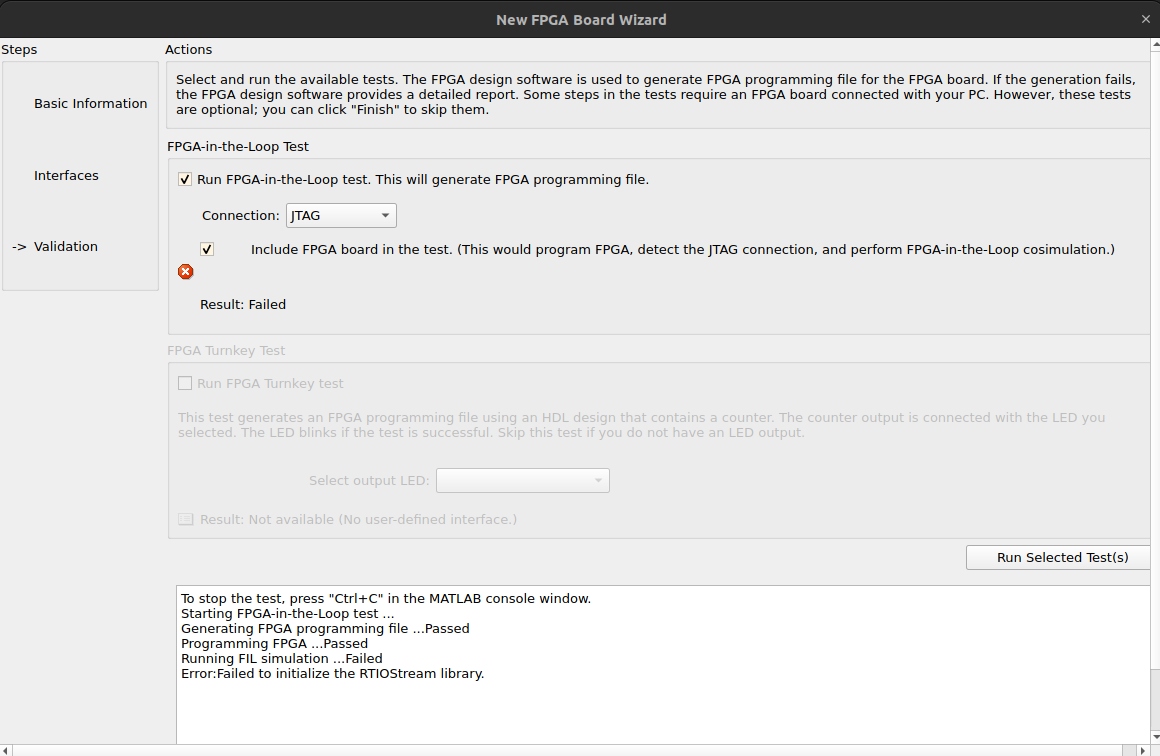 New FPGA Board Wizard
Steps
Actions
Basic Information
Interfaces
-> Validation
Select and run the available tests. The FPGA design software is used to generate FPGA programming file for the FPGA board. If the generation fails,
the FPGA design software provides a detailed report. Some steps in the tests require an FPGA board connected with your PC. However, these tests
are optional; you can click "Finish" to skip them.
FPGA-in-the-Loop Test
Run FPGA-in-the-Loop test. This will generate FPGA programming file.
Connection: JTAG
Include FPGA board in the test. (This would program FPGA, detect the JTAG connection, and perform FPGA-in-the-Loop cosimulation.)
Result: Failed
FPGA Turnkey Test
Run FPGA Turnkey test
This test generates an FPGA programming file using an HDL design that contains a counter. The counter output is connected with the LED you
selected. The LED blinks if the test is successful. Skip this test if you do not have an LED output.
Select output LED:
Result: Not available (No user-defined interface.)
Run Selected Test(s)
To stop the test, press "Ctrl+C" in the MATLAB console window.
Starting FPGA-in-the-Loop test ...
Generating FPGA programming file ...Passed
Programming FPGA ...Passed
Running FIL simulation ...Failed
Error:Failed to initialize the RTIOStream library.